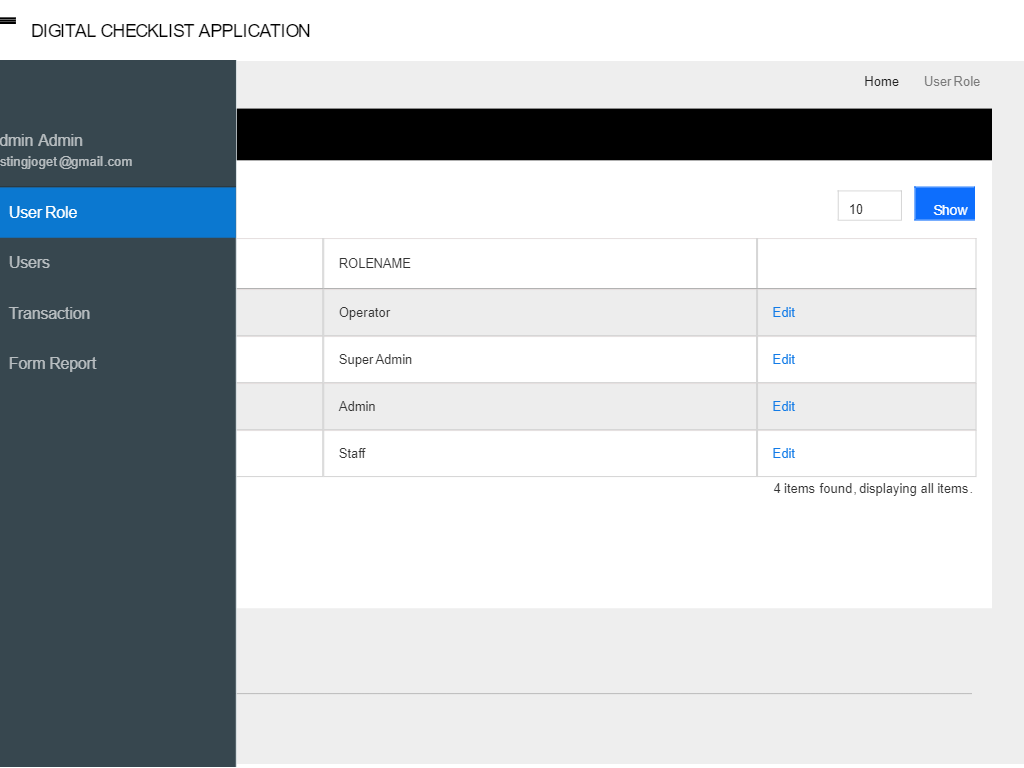 DIGITAL CHECKLIST APPLICATION
Home User Role
dmin Admin
stingjoget@gmail.com
User Role
10 Show
Users
ROLENAME
Transaction
Operator Edit
Form Report
Super Admin Edit
Admin Edit
Staff Edit
4 items found, displaying all items.